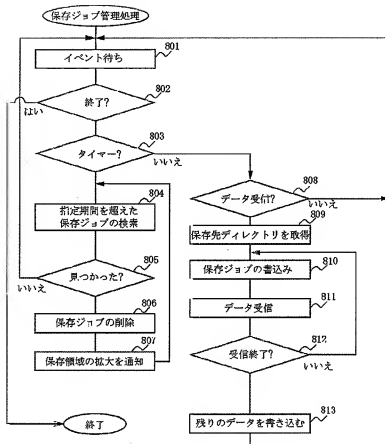 保存ジョブ管理処理
801
イベント待ち
802
終了?
はい
803
タイマー?
いいえ
804
指定期間を超えた
保存ジョブの検索
805
見つかった?
いいえ
806
保存ジョブの削除
807
保存領域の拡大を通知
終了
808
データ受信?
いいえ
809
保存先ディレクトリを取得
810
保存ジョブの書込み
811
データ受信
812
受信終了?
いいえ
813
残りのデータを書き込む